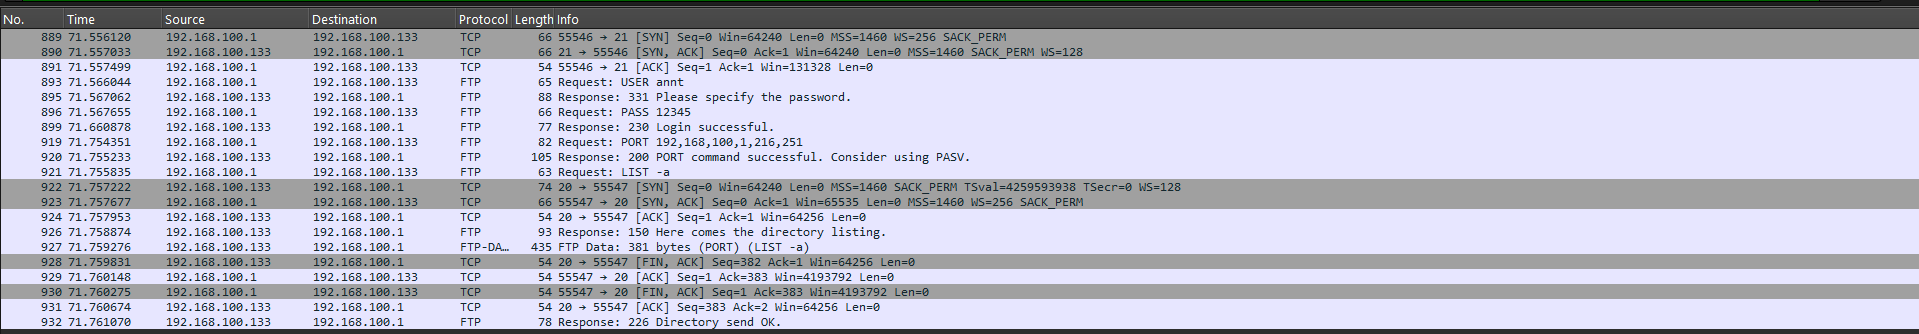 No. Time Source Destination Protocol Length Info
889 71.556120 192.168.100.1 192.168.100.133 TCP 66 55546 → 21 [SYN] Seq=0 Win=64240 Len=0 MSS=1460 WS=256 SACK_PERM
890 71.557033 192.168.100.133 192.168.100.1 TCP 66 21 → 55546 [SYN, ACK] Seq=0 Ack=1 Win=64240 Len=0 MSS=1460 SACK_PERM WS=128
891 71.557499 192.168.100.1 192.168.100.133 TCP 54 55546 → 21 [ACK] Seq=1 Ack=1 Win=131328 Len=0
893 71.566044 192.168.100.1 192.168.100.133 FTP 65 Request: USER annt
895 71.567062 192.168.100.133 192.168.100.1 FTP 88 Response: 331 Please specify the password.
896 71.567655 192.168.100.1 192.168.100.133 FTP 66 Request: PASS 12345
899 71.660878 192.168.100.133 192.168.100.1 FTP 77 Response: 230 Login successful.
919 71.754351 192.168.100.1 192.168.100.133 FTP 82 Request: PORT 192,168,100,1,216,251
920 71.755233 192.168.100.133 192.168.100.1 FTP 105 Response: 200 PORT command successful. Consider using PASV.
921 71.755835 192.168.100.1 192.168.100.133 FTP 63 Request: LIST -a
922 71.757222 192.168.100.133 192.168.100.1 TCP 74 20 → 55547 [SYN] Seq=0 Win=64240 Len=0 MSS=1460 SACK_PERM TSval=4259593938 TSecr=0 WS=128
923 71.757677 192.168.100.1 192.168.100.133 TCP 66 55547 → 20 [SYN, ACK] Seq=0 Ack=1 Win=65535 Len=0 MSS=1460 WS=256 SACK_PERM
924 71.757953 192.168.100.133 192.168.100.1 TCP 54 20 → 55547 [ACK] Seq=1 Ack=1 Win=64256 Len=0
926 71.758874 192.168.100.133 192.168.100.1 FTP 93 Response: 150 Here comes the directory listing.
927 71.759276 192.168.100.133 192.168.100.1 FTP-DA… 435 FTP Data: 381 bytes (PORT) (LIST -a)
928 71.759831 192.168.100.133 192.168.100.1 TCP 54 20 → 55547 [FIN, ACK] Seq=382 Ack=1 Win=64256 Len=0
929 71.760148 192.168.100.1 192.168.100.133 TCP 54 55547 → 20 [ACK] Seq=1 Ack=383 Win=4193792 Len=0
930 71.760275 192.168.100.1 192.168.100.133 TCP 54 55547 → 20 [FIN, ACK] Seq=1 Ack=383 Win=4193792 Len=0
931 71.760674 192.168.100.133 192.168.100.1 TCP 54 20 → 55547 [ACK] Seq=383 Ack=2 Win=64256 Len=0
932 71.761070 192.168.100.133 192.168.100.1 FTP 78 Response: 226 Directory send OK.